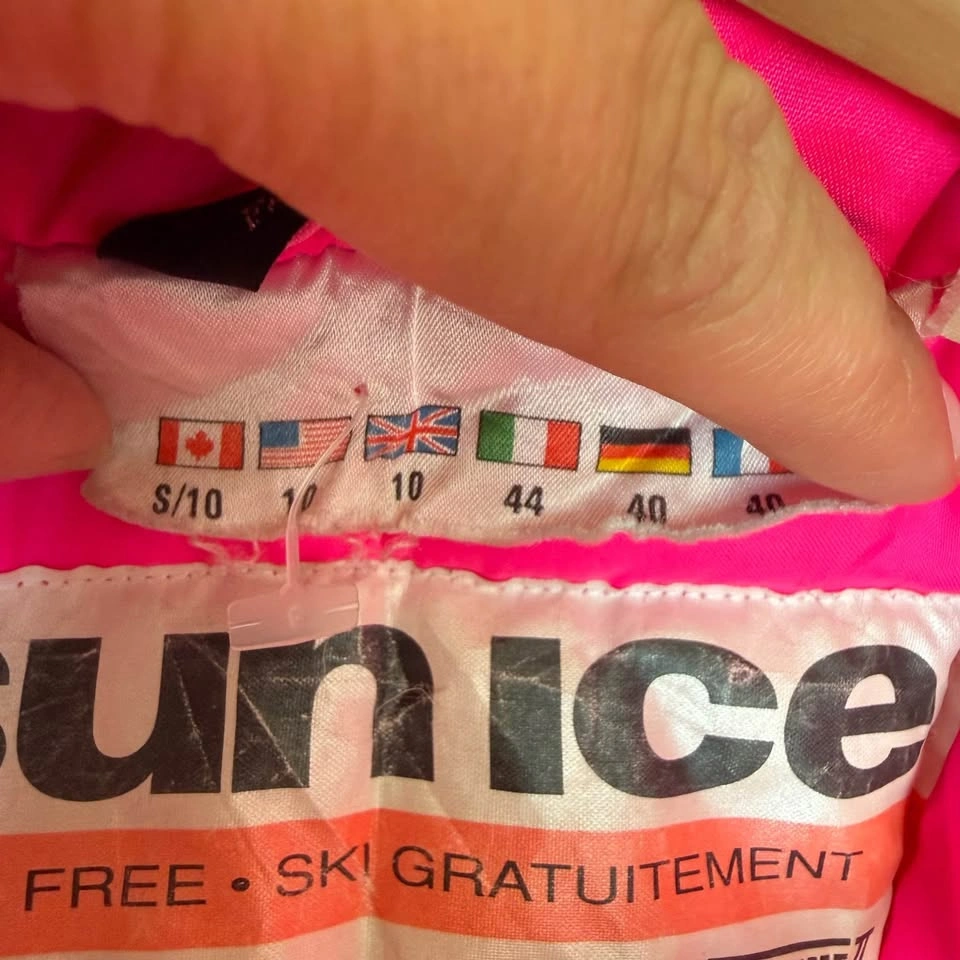 S/10 10 10 44 40 40
sun ice
FREE • SKI GRATUITEMENT